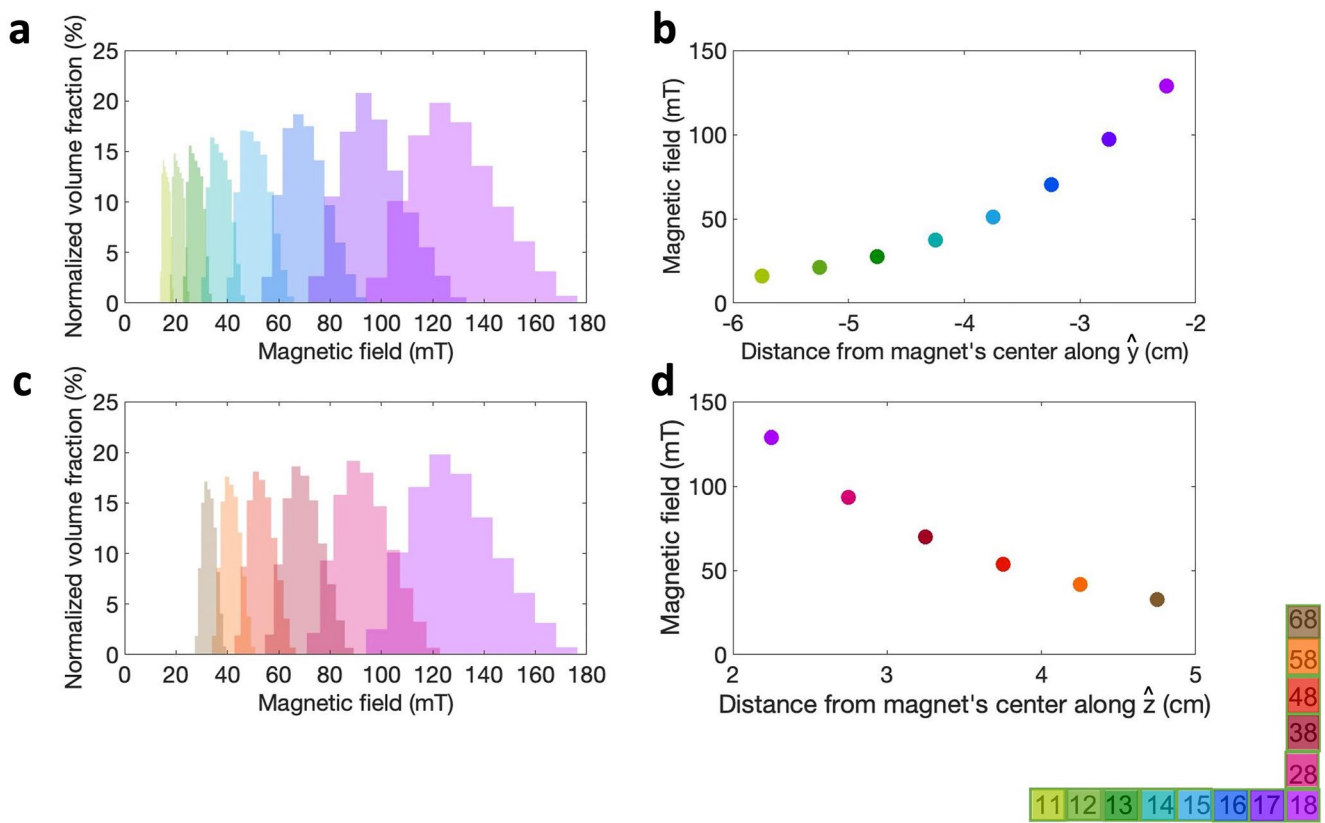 a
Normalized volume fraction (%)
25
20
15
10
5
0
0 20 40 60 80 100 120 140 160 180
Magnetic field (mT)
b
Magnetic field (mT)
150
100
50
0
-6 -5 -4 -3 -2
Distance from magnet's center along ŷ (cm)
c
Normalized volume fraction (%)
25
20
15
10
5
0
0 20 40 60 80 100 120 140 160 180
Magnetic field (mT)
d
Magnetic field (mT)
150
100
50
0
2 3 4 5
Distance from magnet's center along ẑ (cm)
68
58
48
38
28
11 12 13 14 15 16 17 18